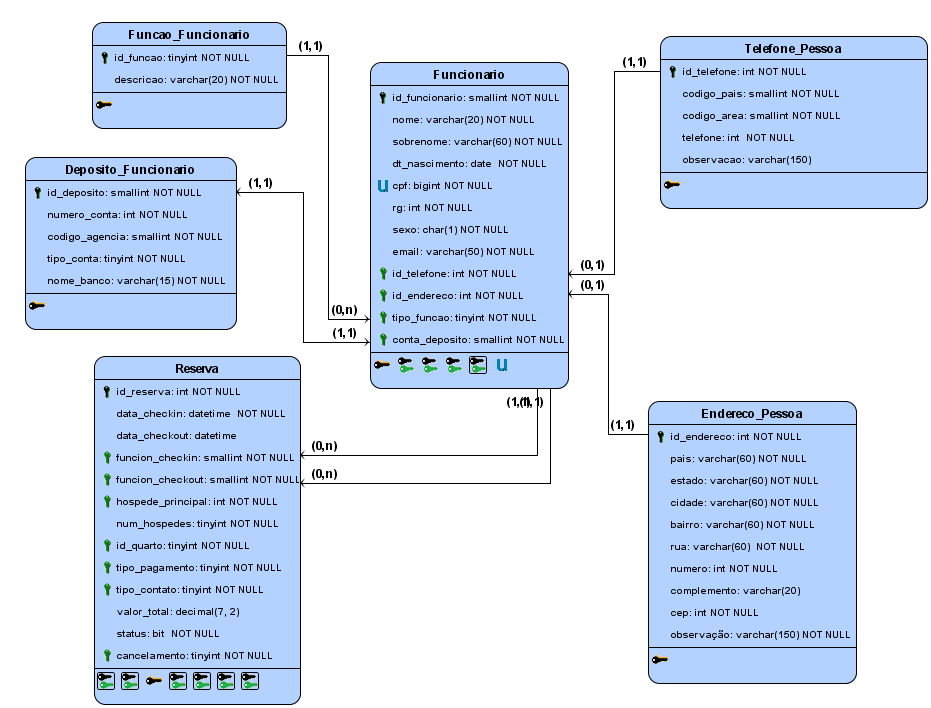 Funcao_Funcionario
id_funcao: tinyint NOT NULL
descricao: varchar(20) NOT NULL
(1,1)
Deposito_Funcionario
id_deposito: smallint NOT NULL
numero_conta: int NOT NULL
codigo_agencia: smallint NOT NULL
tipo_conta: tinyint NOT NULL
nome_banco: varchar(15) NOT NULL
(1,1)
(0,n)
(1,1)
Funcionario
id_funcionario: smallint NOT NULL
nome: varchar(20) NOT NULL
sobrenome: varchar(60) NOT NULL
dt_nascimento: date NOT NULL
U cpf: bigint NOT NULL
rg: int NOT NULL
sexo: char(1) NOT NULL
email: varchar(50) NOT NULL
id_telefone: int NOT NULL
id_endereco: int NOT NULL
tipo_funcao: tinyint NOT NULL
conta_deposito: smallint NOT NULL
U
Telefone_Pessoa
id_telefone: int NOT NULL
codigo_pais: smallint NOT NULL
codigo_area: smallint NOT NULL
telefone: int NOT NULL
observacao: varchar(150)
(1,1)
(0,1)
(0,1)
(1,1)
Reserva
id_reserva: int NOT NULL
data_checkin: datetime NOT NULL
data_checkout: datetime
funcion_checkin: smallint NOT NULL
funcion_checkout: smallint NOT NULL
hospede_principal: int NOT NULL
num_hospedes: tinyint NOT NULL
id_quarto: tinyint NOT NULL
tipo_pagamento: tinyint NOT NULL
tipo_contato: tinyint NOT NULL
valor_total: decimal(7, 2)
status: bit NOT NULL
cancelamento: tinyint NOT NULL
(0,n)
(0,n)
Endereco_Pessoa
id_endereco: int NOT NULL
pais: varchar(60) NOT NULL
estado: varchar(60) NOT NULL
cidade: varchar(60) NOT NULL
bairro: varchar(60) NOT NULL
rua: varchar(60) NOT NULL
numero: int NOT NULL
complemento: varchar(20)
cep: int NOT NULL
observação: varchar(150) NOT NULL